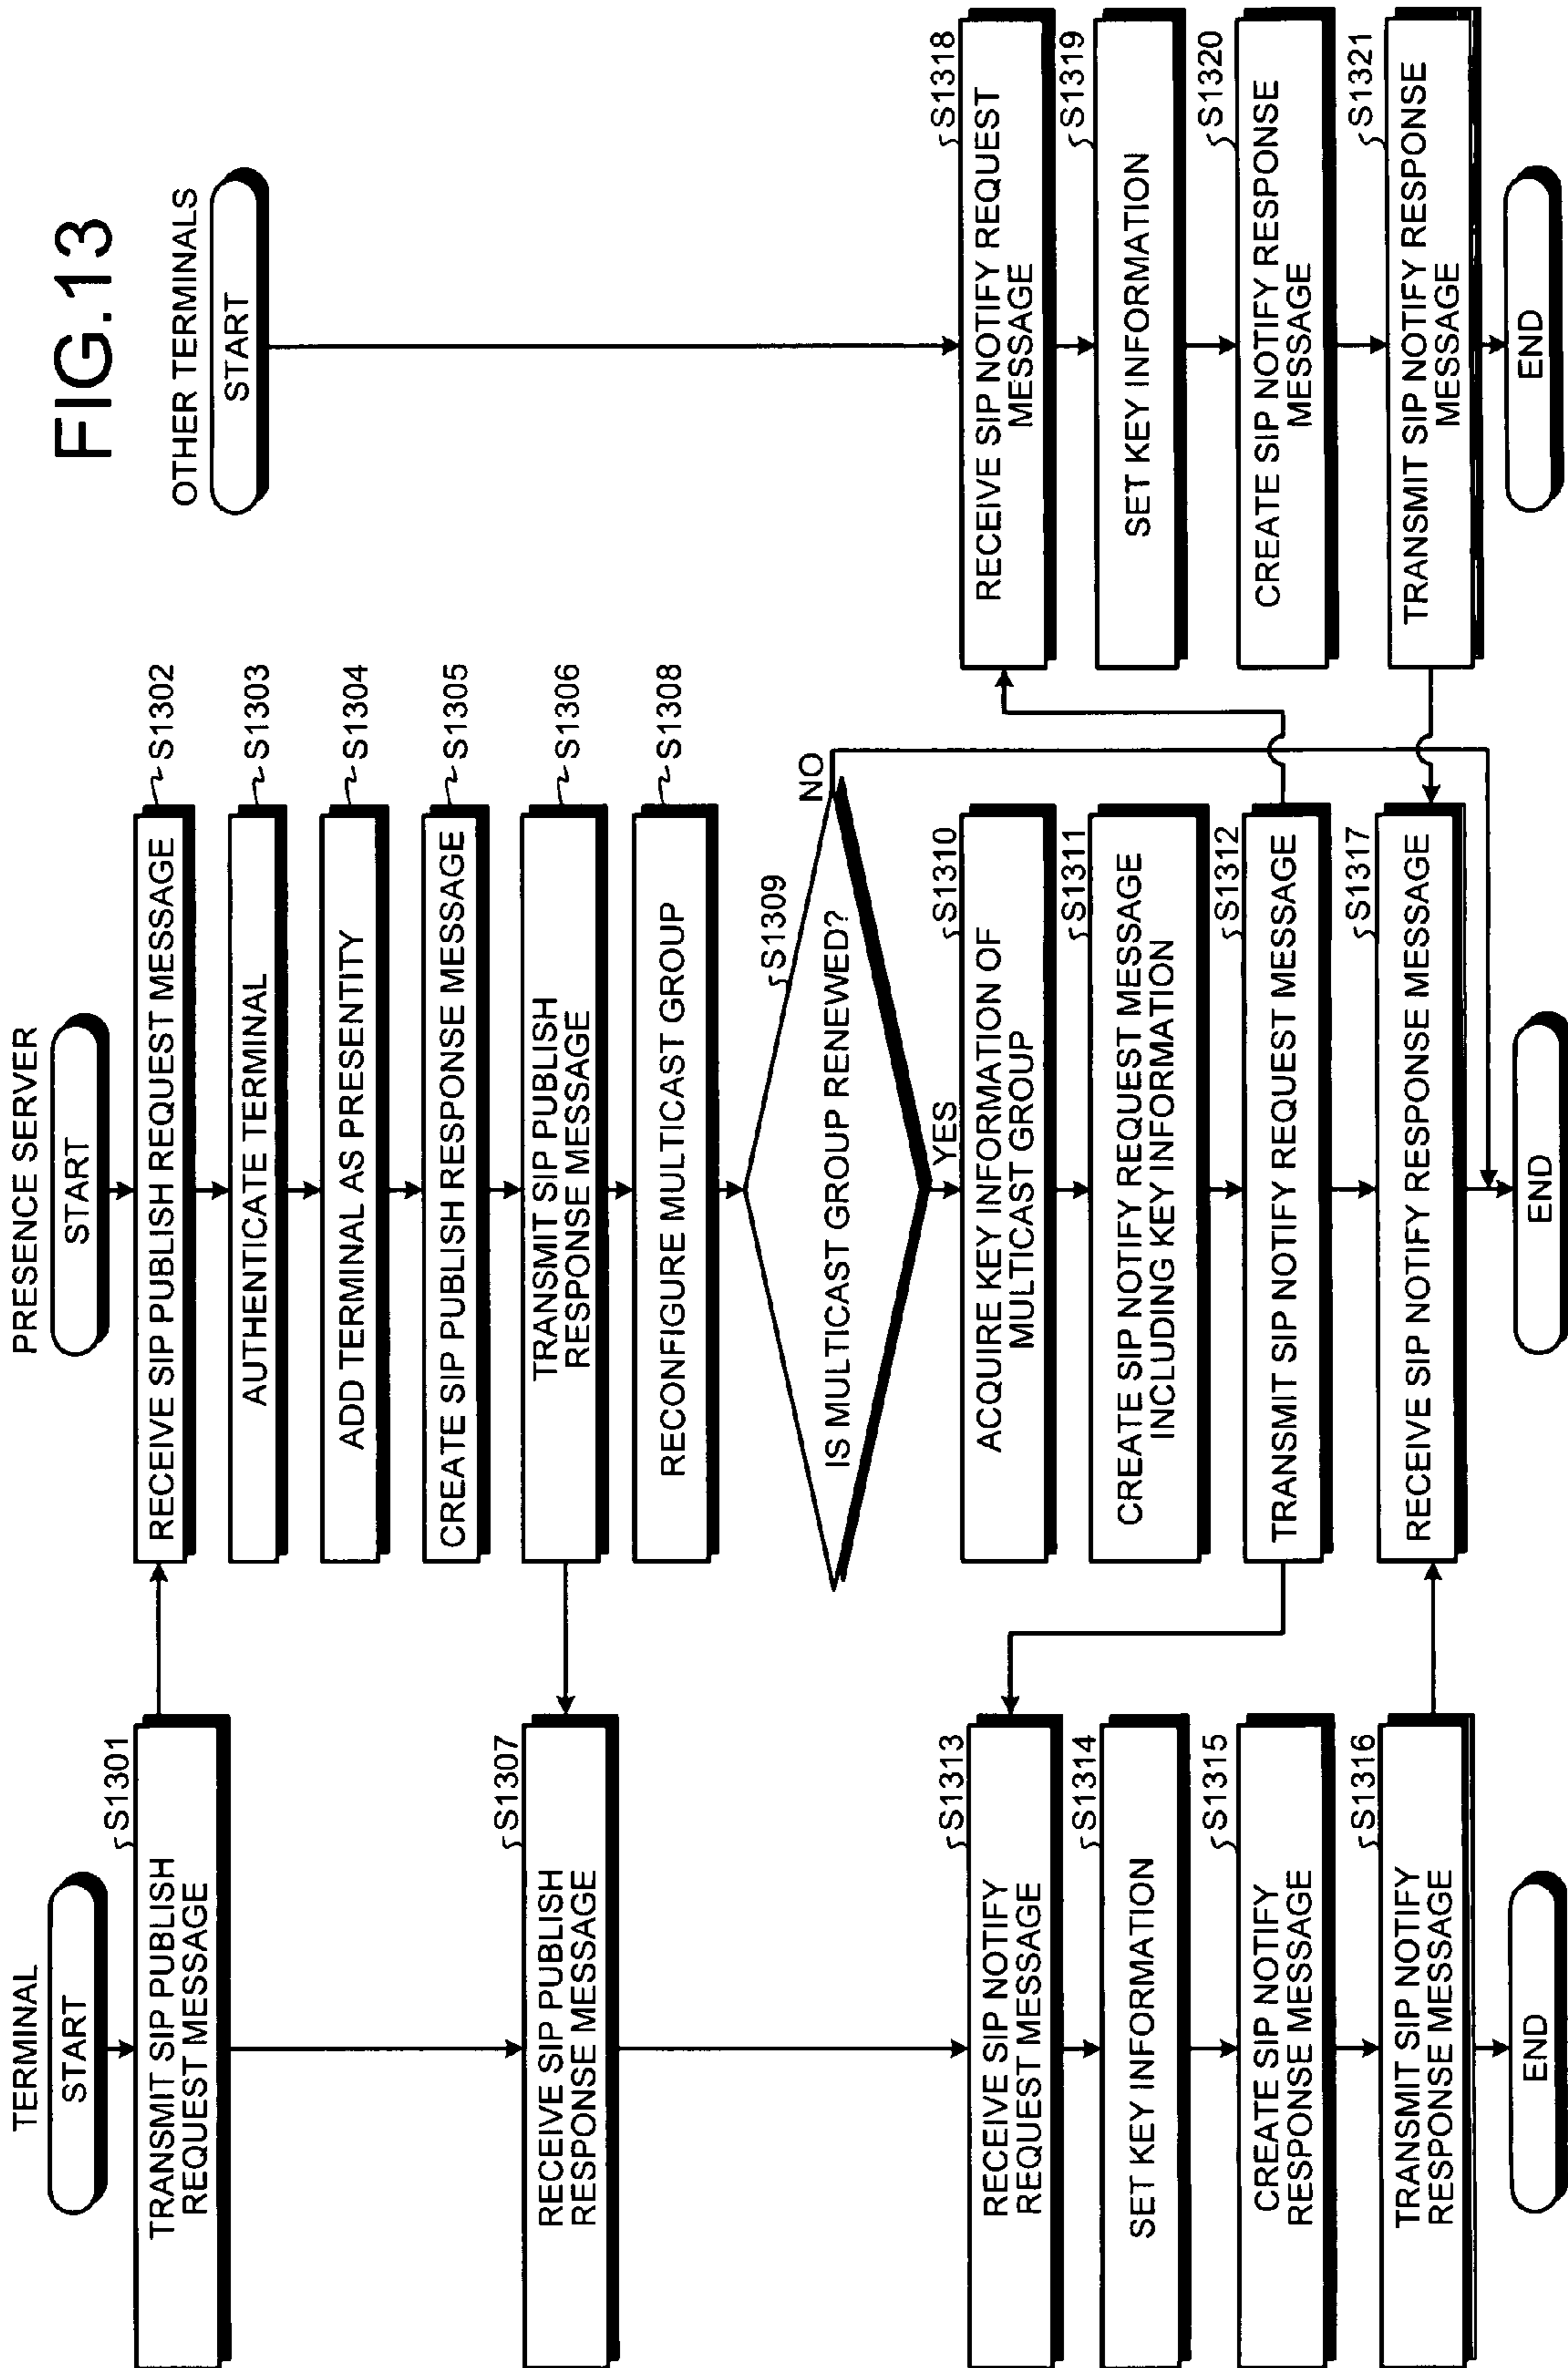 FIG.13
TERMINAL
START
S1301
TRANSMIT SIP PUBLISH
REQUEST MESSAGE
S1307
RECEIVE SIP PUBLISH
RESPONSE MESSAGE
S1313
RECEIVE SIP NOTIFY
REQUEST MESSAGE
S1314
SET KEY INFORMATION
S1315
CREATE SIP NOTIFY
RESPONSE MESSAGE
S1316
TRANSMIT SIP NOTIFY
RESPONSE MESSAGE
END
PRESENCE SERVER
START
RECEIVE SIP PUBLISH REQUEST MESSAGE
S1302
AUTHENTICATE TERMINAL
S1303
ADD TERMINAL AS PRESENTITY
S1304
CREATE SIP PUBLISH RESPONSE MESSAGE
S1305
TRANSMIT SIP PUBLISH
RESPONSE MESSAGE
S1306
RECONFIGURE MULTICAST GROUP
S1308
S1309
IS MULTICAST GROUP RENEWED?
NO
YES
S1310
ACQUIRE KEY INFORMATION OF
MULTICAST GROUP
S1311
CREATE SIP NOTIFY REQUEST MESSAGE
INCLUDING KEY INFORMATION
S1312
TRANSMIT SIP NOTIFY REQUEST MESSAGE
S1317
RECEIVE SIP NOTIFY RESPONSE MESSAGE
END
OTHER TERMINALS
START
S1318
RECEIVE SIP NOTIFY REQUEST
MESSAGE
S1319
SET KEY INFORMATION
S1320
CREATE SIP NOTIFY RESPONSE
MESSAGE
S1321
TRANSMIT SIP NOTIFY RESPONSE
MESSAGE
END